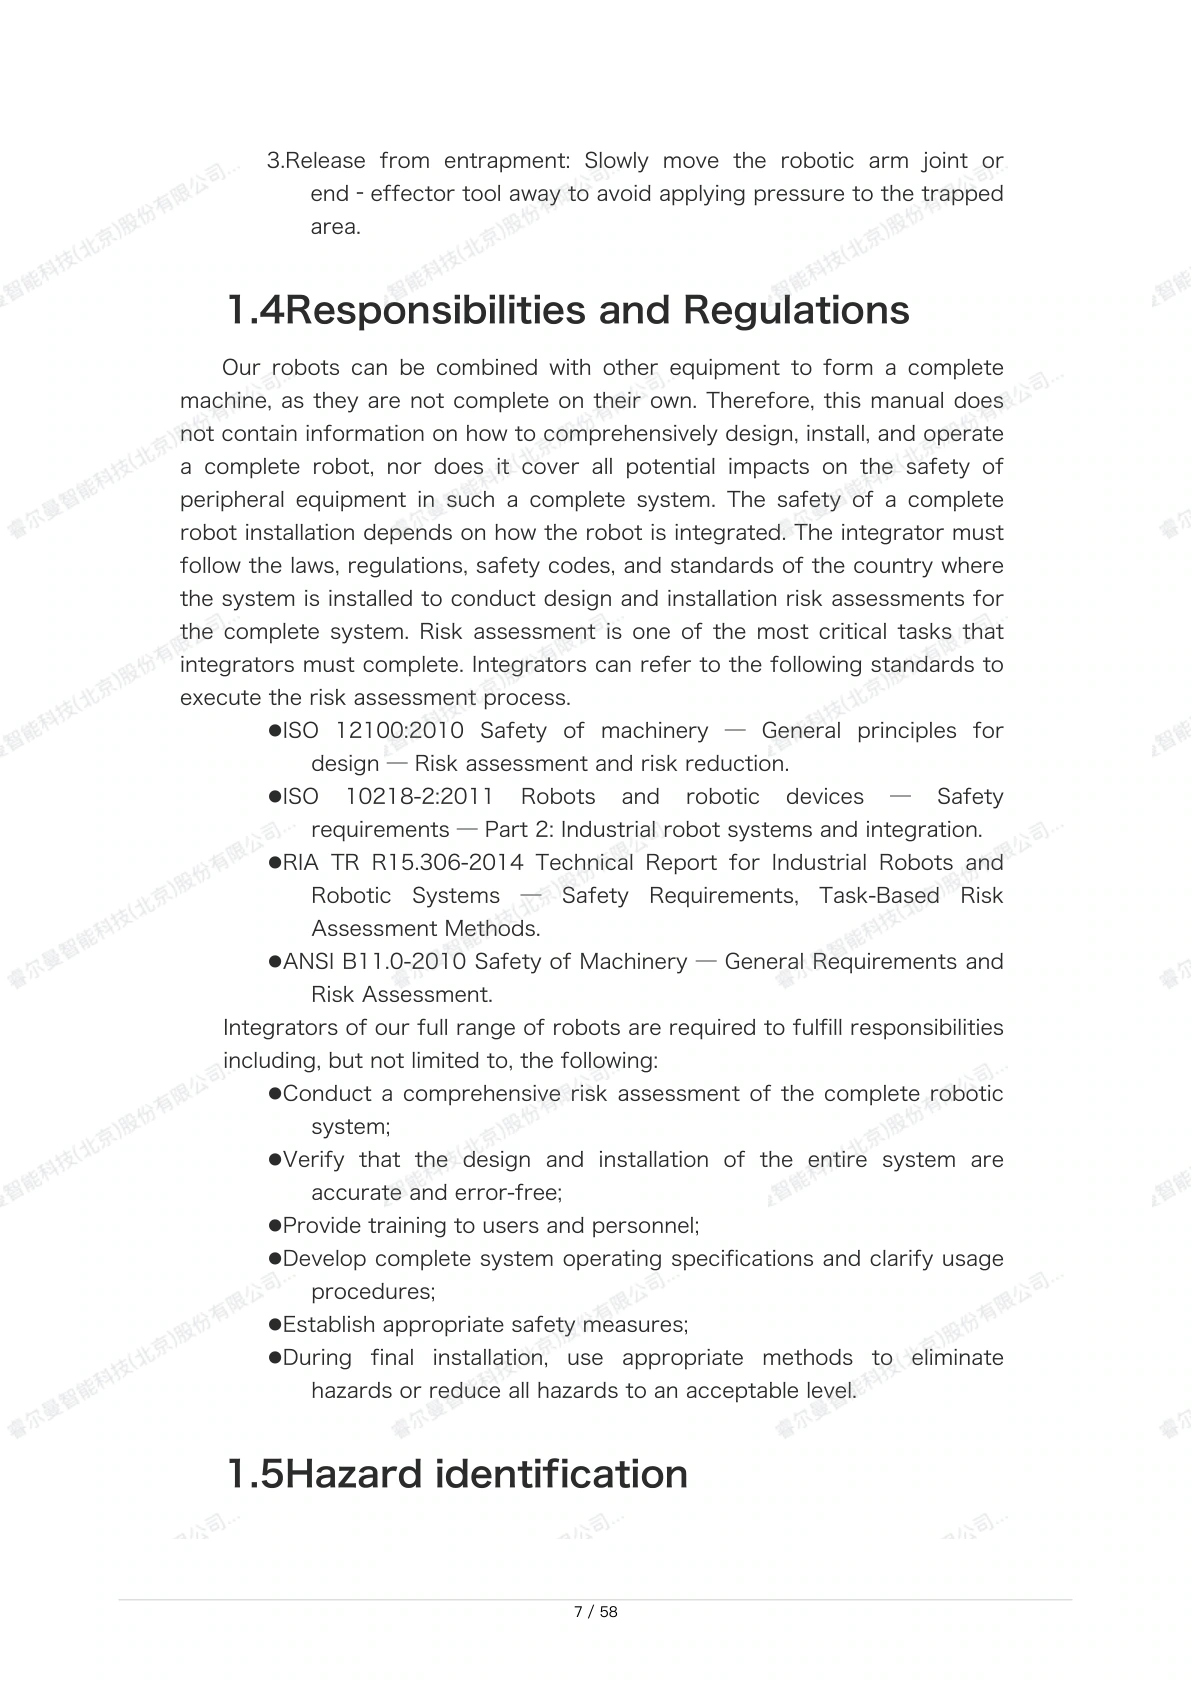 3.Release from entrapment: Slowly move the robotic arm joint or
end - effector tool away to avoid applying pressure to the trapped
area.
1.4Responsibilities and Regulations
Our robots can be combined with other equipment to form a complete
machine, as they are not complete on their own. Therefore, this manual does
not contain information on how to comprehensively design, install, and operate
a complete robot, nor does it cover all potential impacts on the safety of
peripheral equipment in such a complete system. The safety of a complete
robot installation depends on how the robot is integrated. The integrator must
follow the laws, regulations, safety codes, and standards of the country where
the system is installed to conduct design and installation risk assessments for
the complete system. Risk assessment is one of the most critical tasks that
integrators must complete. Integrators can refer to the following standards to
execute the risk assessment process.
●ISO 12100:2010 Safety of machinery — General principles for
design — Risk assessment and risk reduction.
●ISO 10218-2:2011 Robots and robotic devices — Safety
requirements — Part 2: Industrial robot systems and integration.
●RIA TR R15.306-2014 Technical Report for Industrial Robots and
Robotic Systems — Safety Requirements, Task-Based Risk
Assessment Methods.
●ANSI B11.0-2010 Safety of Machinery — General Requirements and
Risk Assessment.
Integrators of our full range of robots are required to fulfill responsibilities
including, but not limited to, the following:
●Conduct a comprehensive risk assessment of the complete robotic
system;
●Verify that the design and installation of the entire system are
accurate and error-free;
●Provide training to users and personnel;
●Develop complete system operating specifications and clarify usage
procedures;
●Establish appropriate safety measures;
●During final installation, use appropriate methods to eliminate
hazards or reduce all hazards to an acceptable level.
1.5Hazard identification
7 / 58
睿尔曼智能科技(北京)股份有限公司...